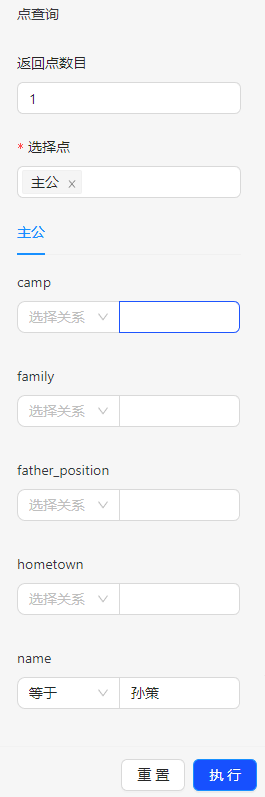 点查询
返回点数目
1
* 选择点
主公 x
主公
camp
选择关系
family
选择关系
father_position
选择关系
hometown
选择关系
name
等于 孙策
重 置 执 行